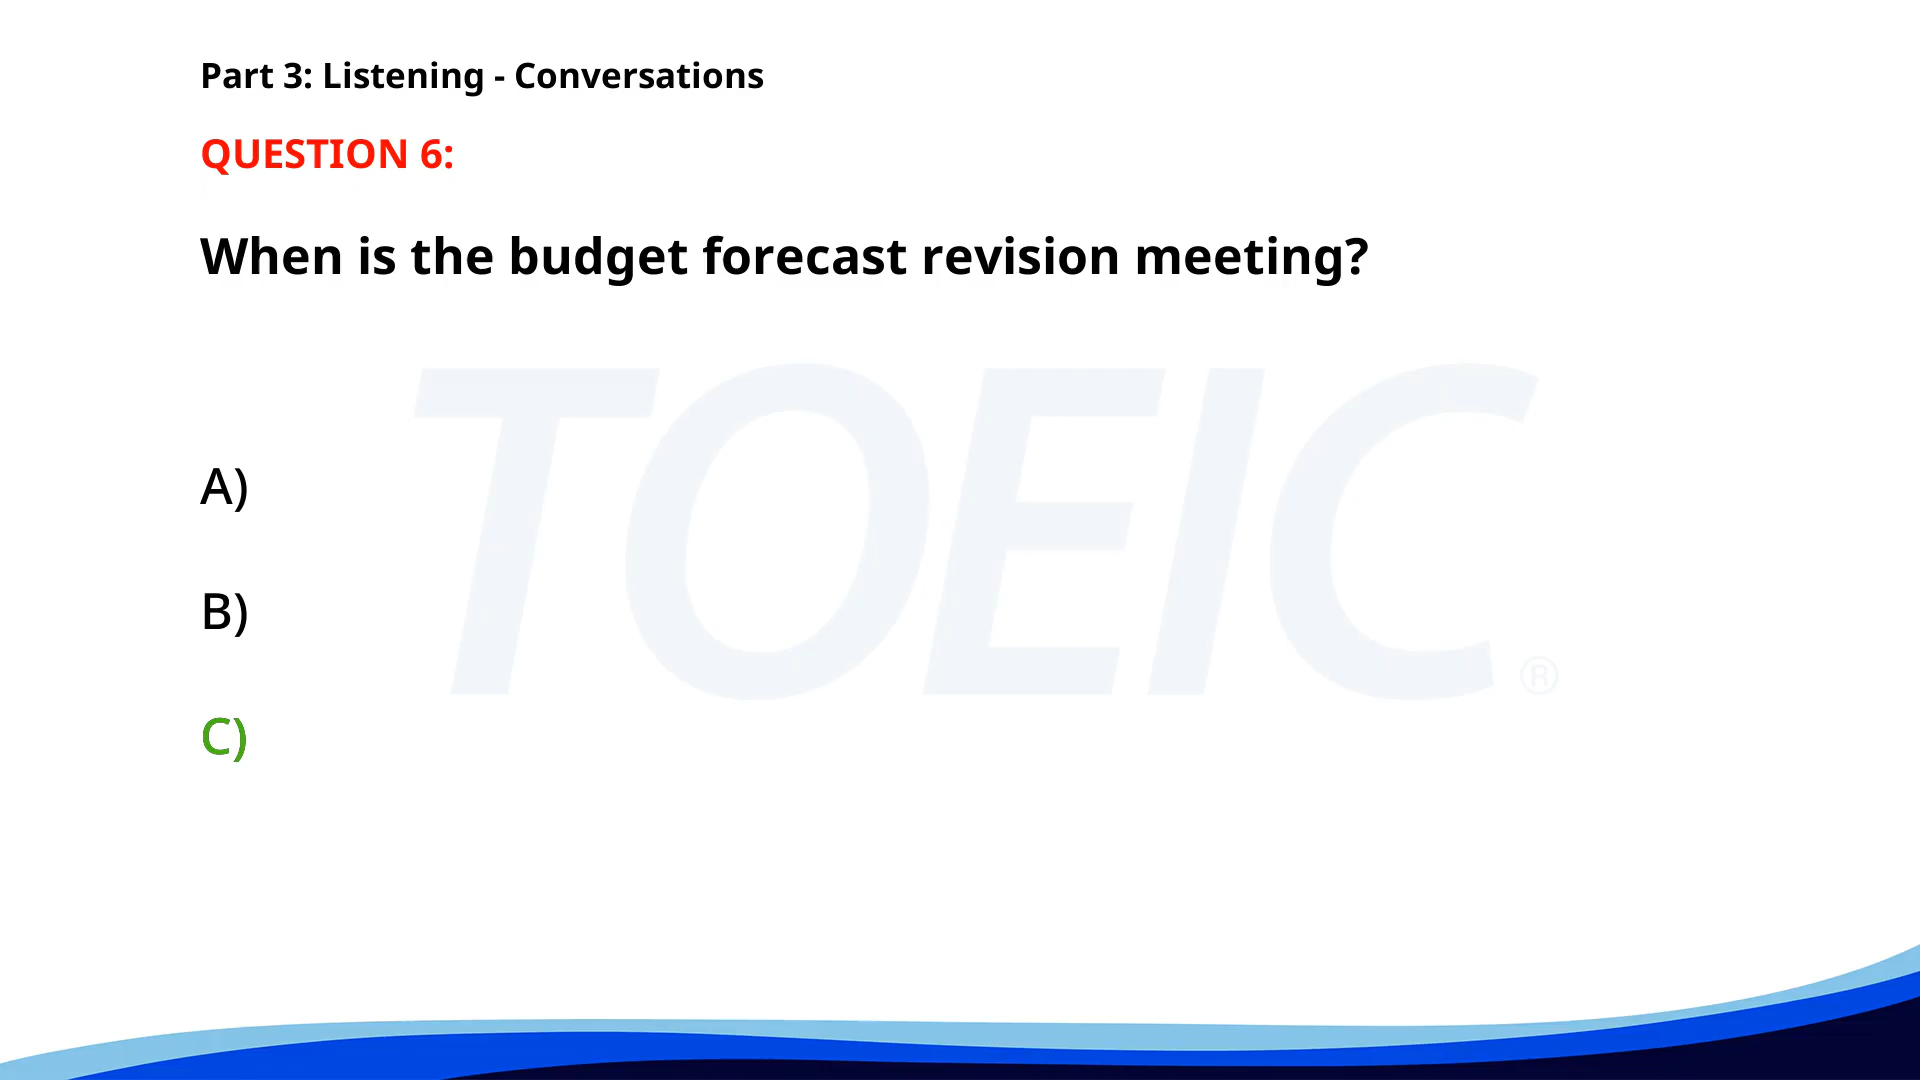 Part 3: Listening - Conversations
QUESTION 6:
When is the budget forecast revision meeting?
TOEIC®
A)
B)
C)